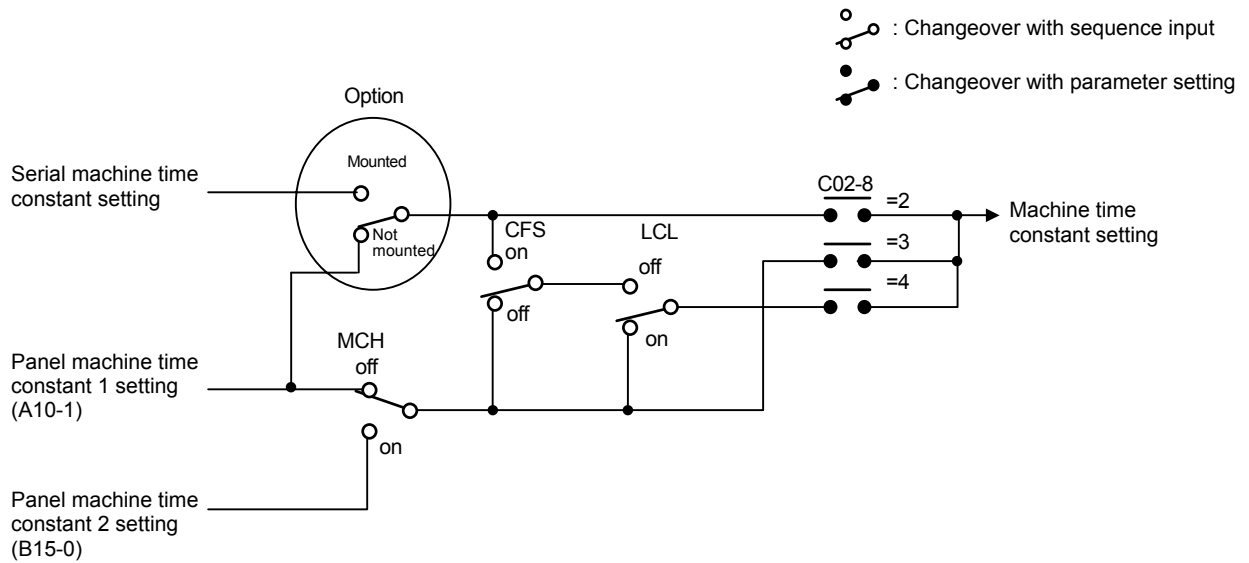 : Changeover with sequence input
: Changeover with parameter setting
Option
Mounted
Serial machine time
constant setting
Not
mounted
CFS
on
off
LCL
off
on
C02-8
=2
=3
=4
Machine time
constant setting
MCH
off
on
Panel machine time
constant 1 setting
(A10-1)
Panel machine time
constant 2 setting
(B15-0)